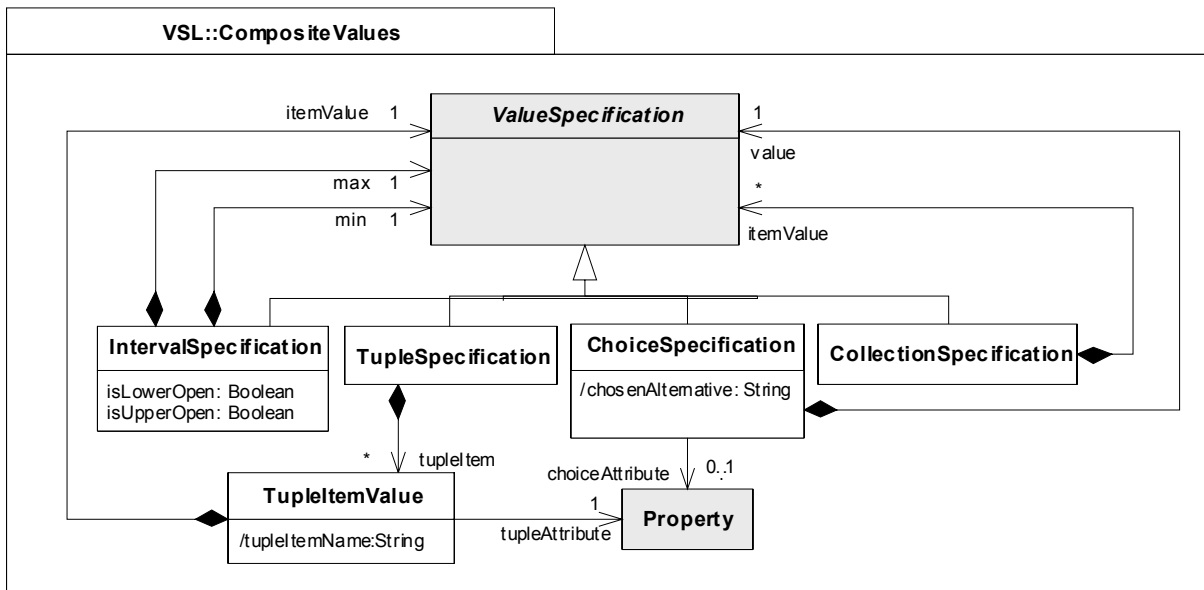 VSL::CompositeValues
itemValue 1
ValueSpecification
1
value
max 1
*
min 1
itemValue
IntervalSpecification
isLowerOpen: Boolean
isUpperOpen: Boolean
TupleSpecification
ChoiceSpecification
/chosenAlternative: String
CollectionSpecification
* tupleItem
choiceAttribute 0..1
TupleItemValue
/tupleItemName:String
1
tupleAttribute
Property